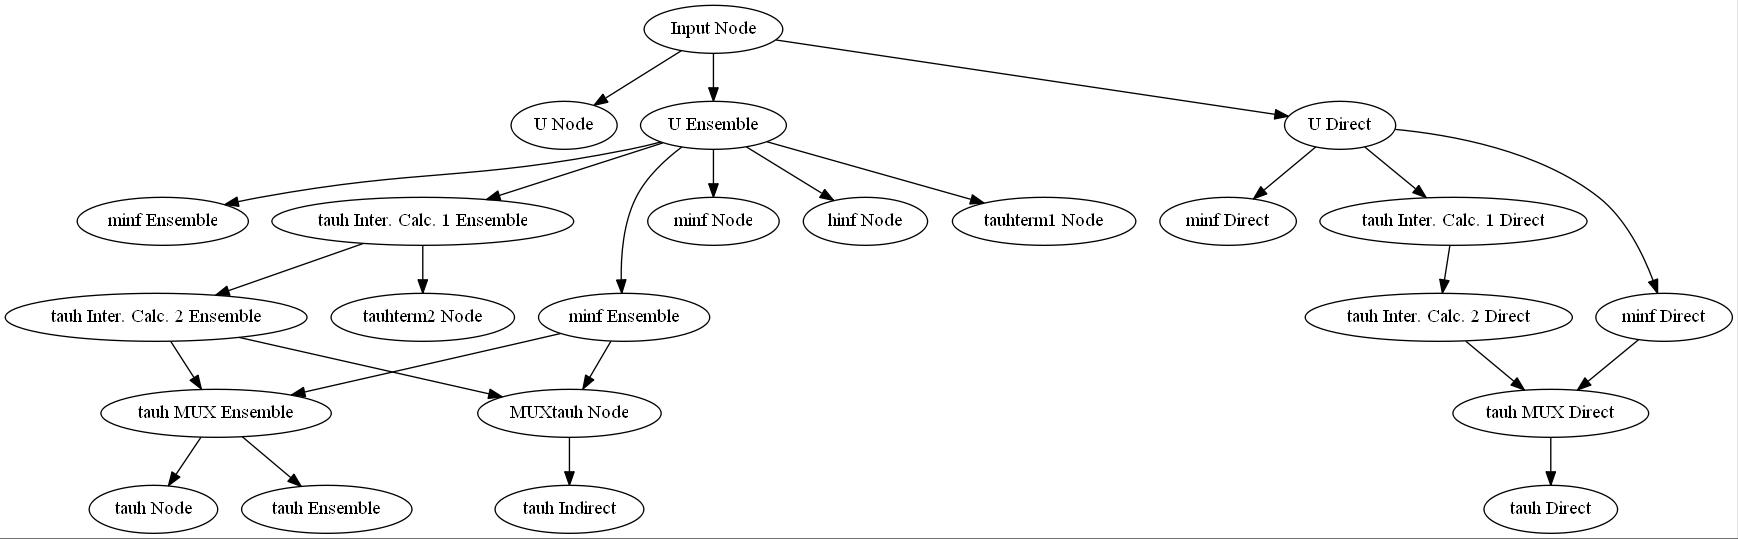 Input Node
U Node
U Ensemble
U Direct
minf Ensemble
tauh Inter. Calc. 1 Ensemble
minf Node
hinf Node
tauhterm1 Node
minf Direct
tauh Inter. Calc. 1 Direct
tauh Inter. Calc. 2 Ensemble
tauhterm2 Node
minf Ensemble
tauh Inter. Calc. 2 Direct
minf Direct
tauh MUX Ensemble
MUXtauh Node
tauh MUX Direct
tauh Node
tauh Ensemble
tauh Indirect
tauh Direct